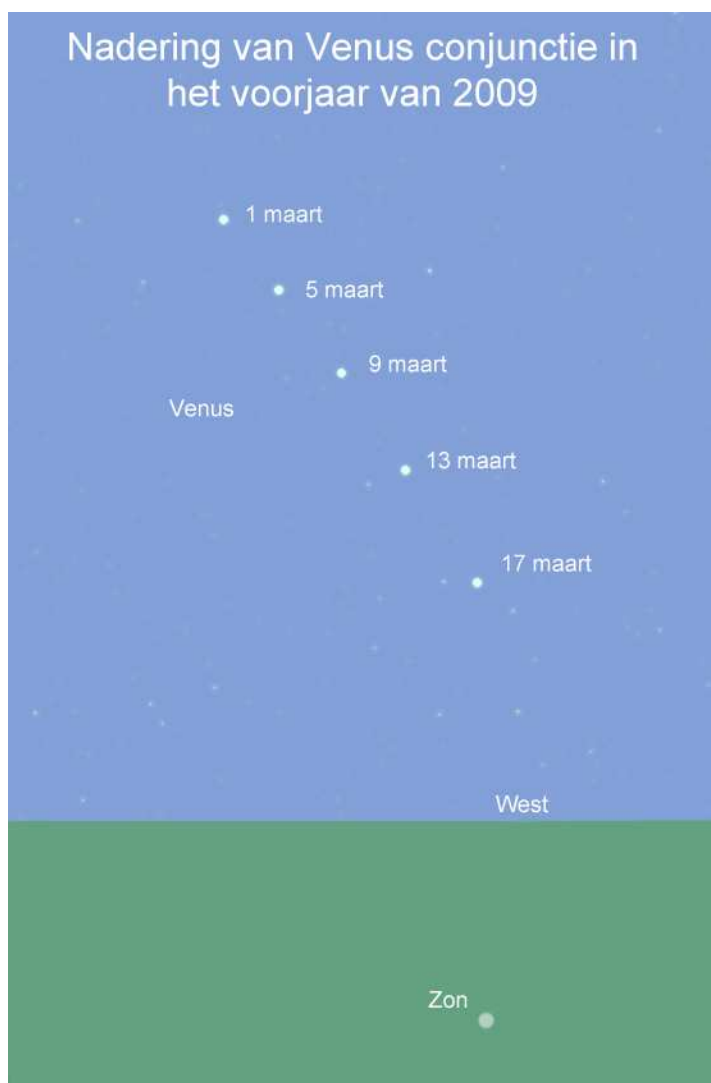 Nadering van Venus conjunctie in
het voorjaar van 2009
1 maart
5 maart
9 maart
Venus
13 maart
17 maart
West
Zon